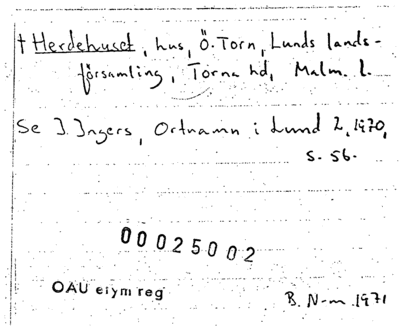 † Herdehuset, hus, Ö. Torn, Lunds lands-
församling, Torna hd, Malm. l.
Se I. Ingers, Ortnamn i Lund 2, 1970,
s. 56.
00025002
OAU etym reg
B. N-m. 1971